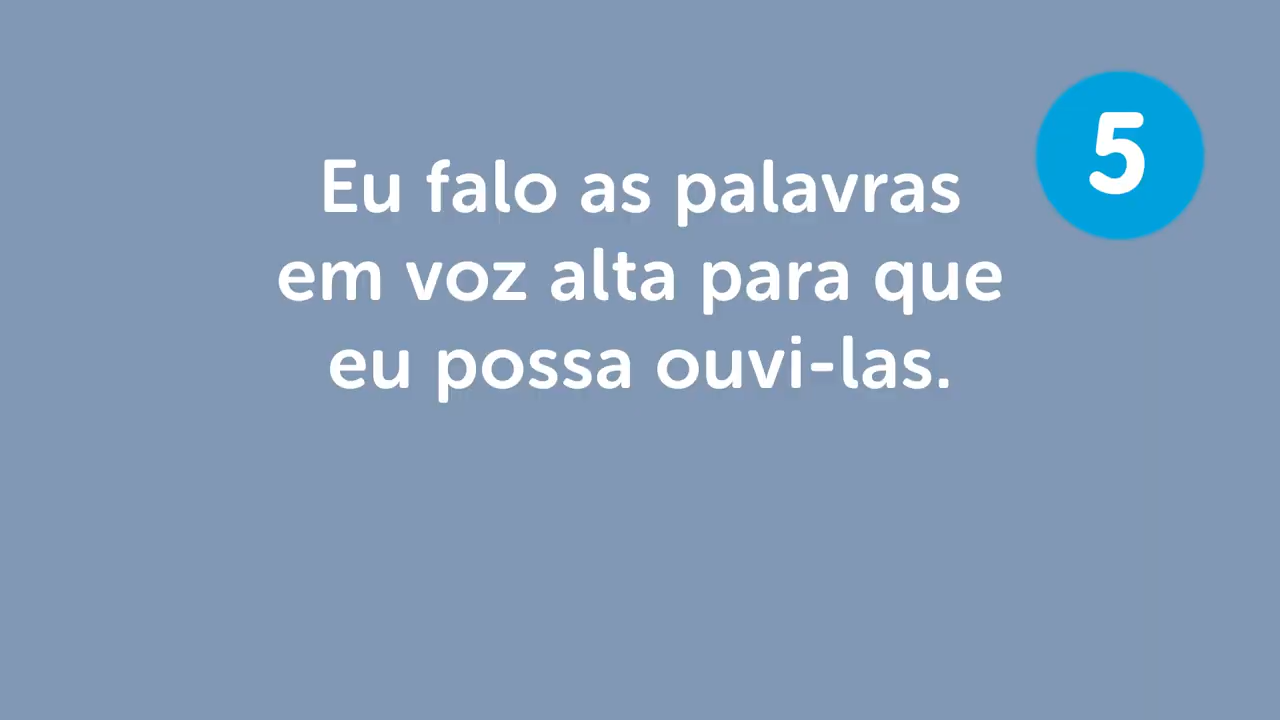 Eu falo as palavras
em voz alta para que
eu possa ouvi-las.
5